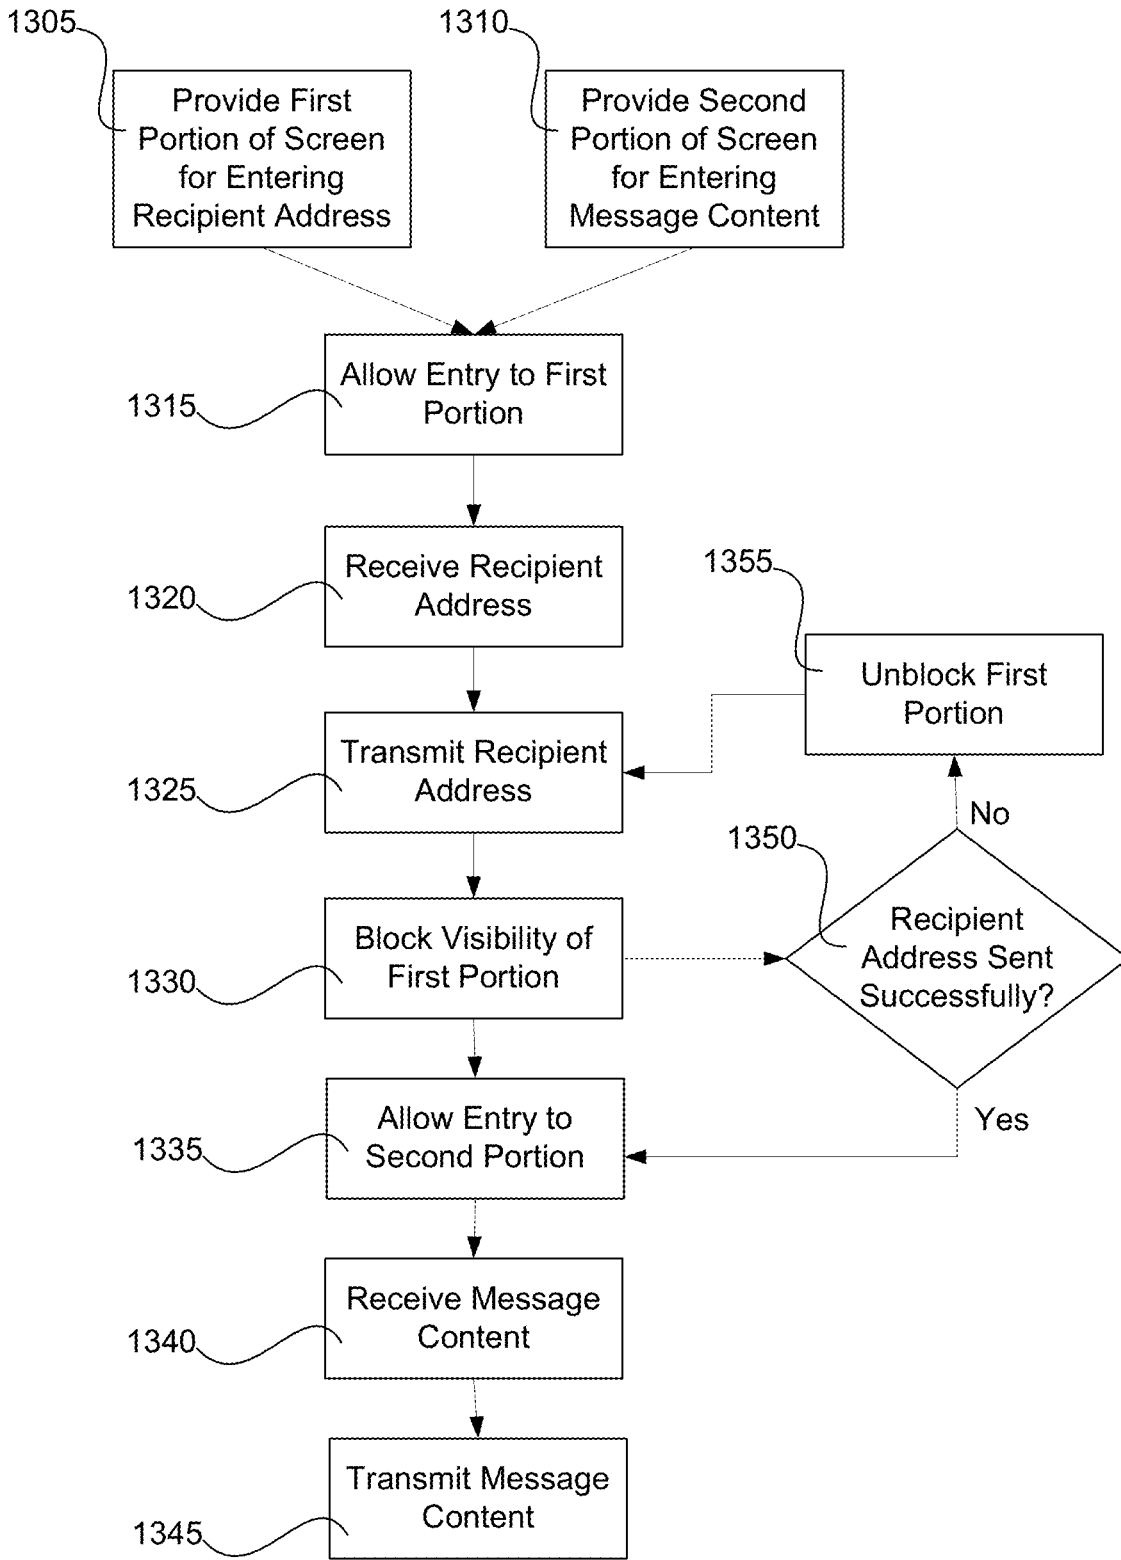 1305
1310
Provide First
Portion of Screen
for Entering
Recipient Address
Provide Second
Portion of Screen
for Entering
Message Content
Allow Entry to First
Portion
1315
Receive Recipient
Address
1320
1355
Unblock First
Portion
Transmit Recipient
Address
1325
No
1350
Recipient
Address Sent
Successfully?
Block Visibility of
First Portion
1330
Yes
Allow Entry to
Second Portion
1335
Receive Message
Content
1340
Transmit Message
Content
1345